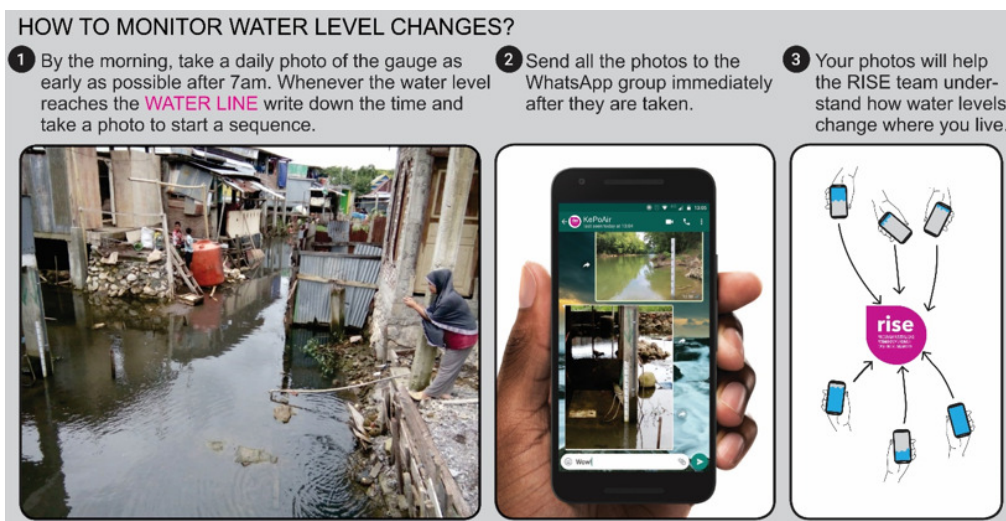 HOW TO MONITOR WATER LEVEL CHANGES?
1 By the morning, take a daily photo of the gauge as
early as possible after 7am. Whenever the water level
reaches the WATER LINE write down the time and
take a photo to start a sequence.
2 Send all the photos to the
WhatsApp group immediately
after they are taken.
3 Your photos will help
the RISE team under-
stand how water levels
change where you live.
KePoAir
Wow!
rise